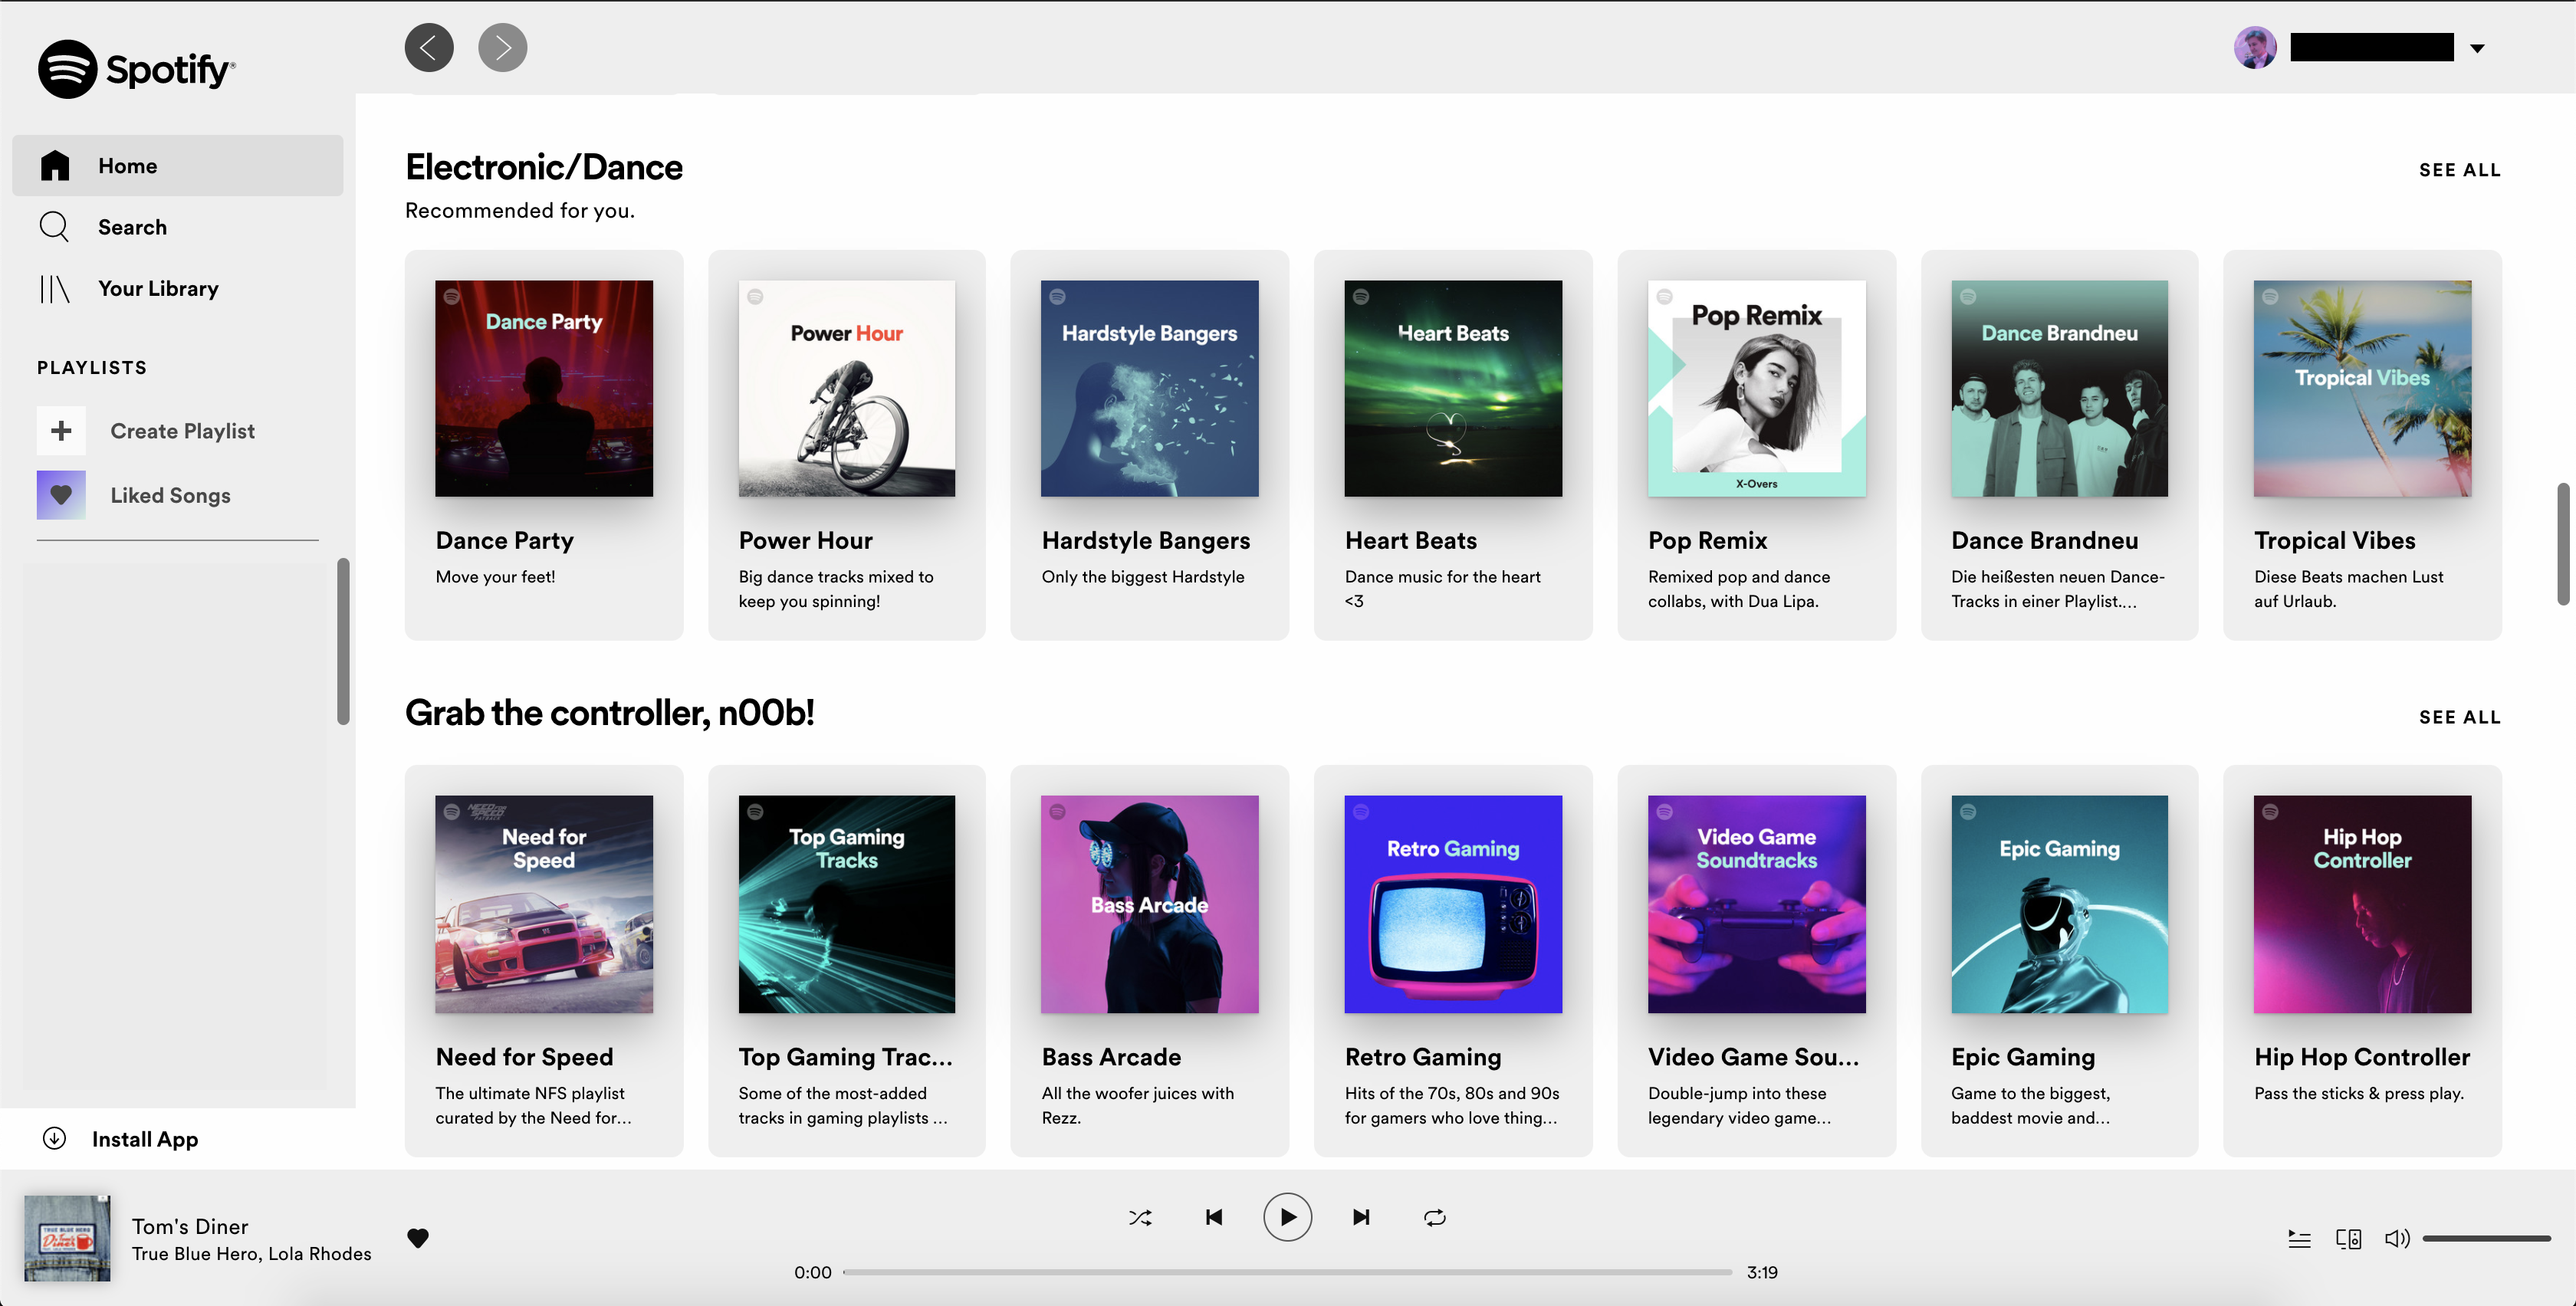 Spotify
Home
Search
Your Library
PLAYLISTS
Create Playlist
Liked Songs
Install App
Electronic/Dance
SEE ALL
Recommended for you.
Dance Party
Power Hour
Hardstyle Bangers
Heart Beats
Pop Remix
X-Overs
Dance Brandneu
Tropical Vibes
Dance Party
Move your feet!
Power Hour
Big dance tracks mixed to
keep you spinning!
Hardstyle Bangers
Only the biggest Hardstyle
Heart Beats
Dance music for the heart
<3
Pop Remix
Remixed pop and dance
collabs, with Dua Lipa.
Dance Brandneu
Die heißesten neuen Dance-
Tracks in einer Playlist....
Tropical Vibes
Diese Beats machen Lust
auf Urlaub.
Grab the controller, n00b!
SEE ALL
NEED FOR
SPEED
PAYBACK
Need for
Speed
Top Gaming
Tracks
Bass Arcade
Retro Gaming
Video Game
Soundtracks
Epic Gaming
Hip Hop
Controller
Need for Speed
The ultimate NFS playlist
curated by the Need for...
Top Gaming Trac...
Some of the most-added
tracks in gaming playlists ...
Bass Arcade
All the woofer juices with
Rezz.
Retro Gaming
Hits of the 70s, 80s and 90s
for gamers who love thing...
Video Game Sou...
Double-jump into these
legendary video game...
Epic Gaming
Game to the biggest,
baddest movie and...
Hip Hop Controller
Pass the sticks & press play.
TRUE BLUE HERO
Tom's
Diner
Tom's Diner
True Blue Hero, Lola Rhodes
0:00
3:19